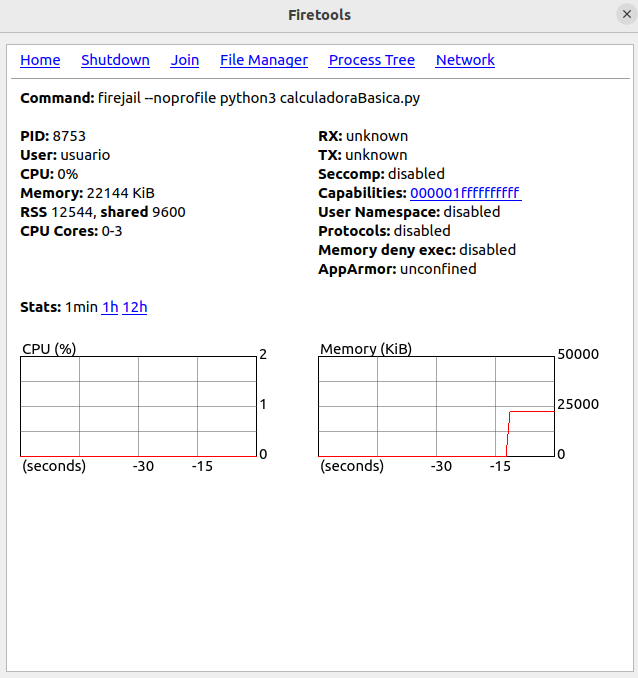 Firetools
Home Shutdown Join File Manager Process Tree Network
Command: firejail --noprofile python3 calculadoraBasica.py
PID: 8753
User: usuario
CPU: 0%
Memory: 22144 KiB
RSS 12544, shared 9600
CPU Cores: 0-3
RX: unknown
TX: unknown
Seccomp: disabled
Capabilities: 000001ffffffffff
User Namespace: disabled
Protocols: disabled
Memory deny exec: disabled
AppArmor: unconfined
Stats: 1min 1h 12h
CPU (%)
2
1
0
(seconds) -30 -15
Memory (KiB)
50000
25000
0
(seconds) -30 -15